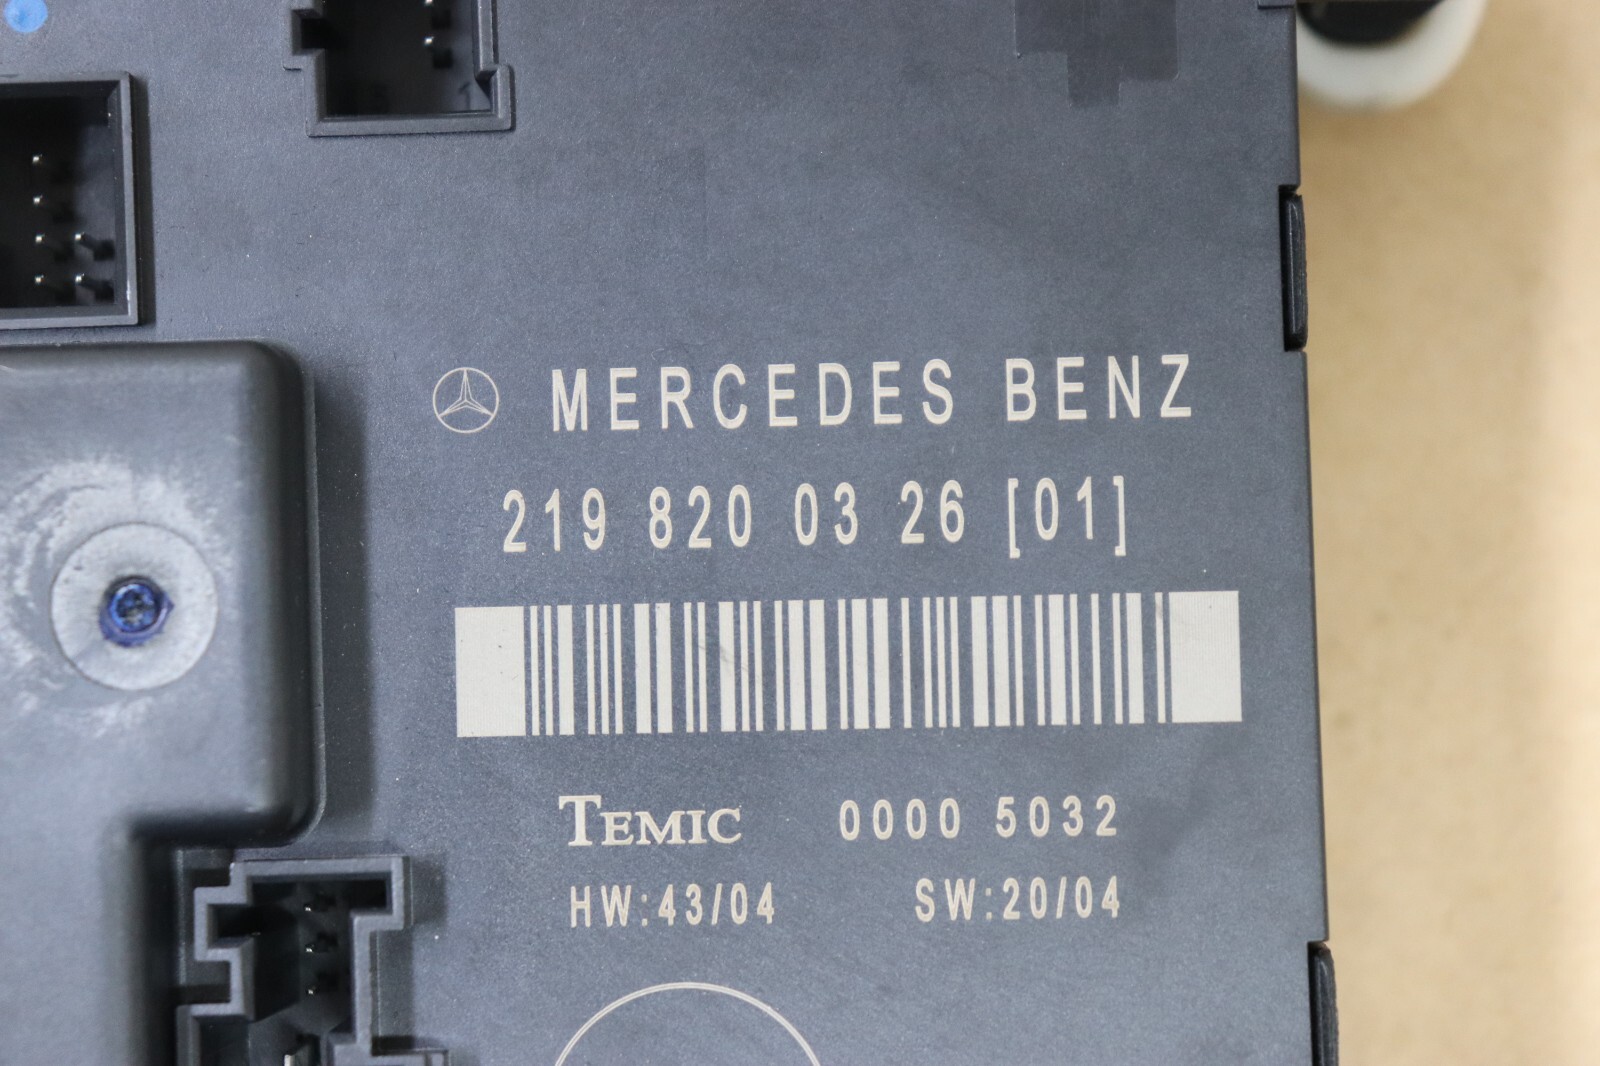 MERCEDES BENZ
219 820 03 26 [01]
TEMIC 0000 5032
HW:43/04 SW:20/04